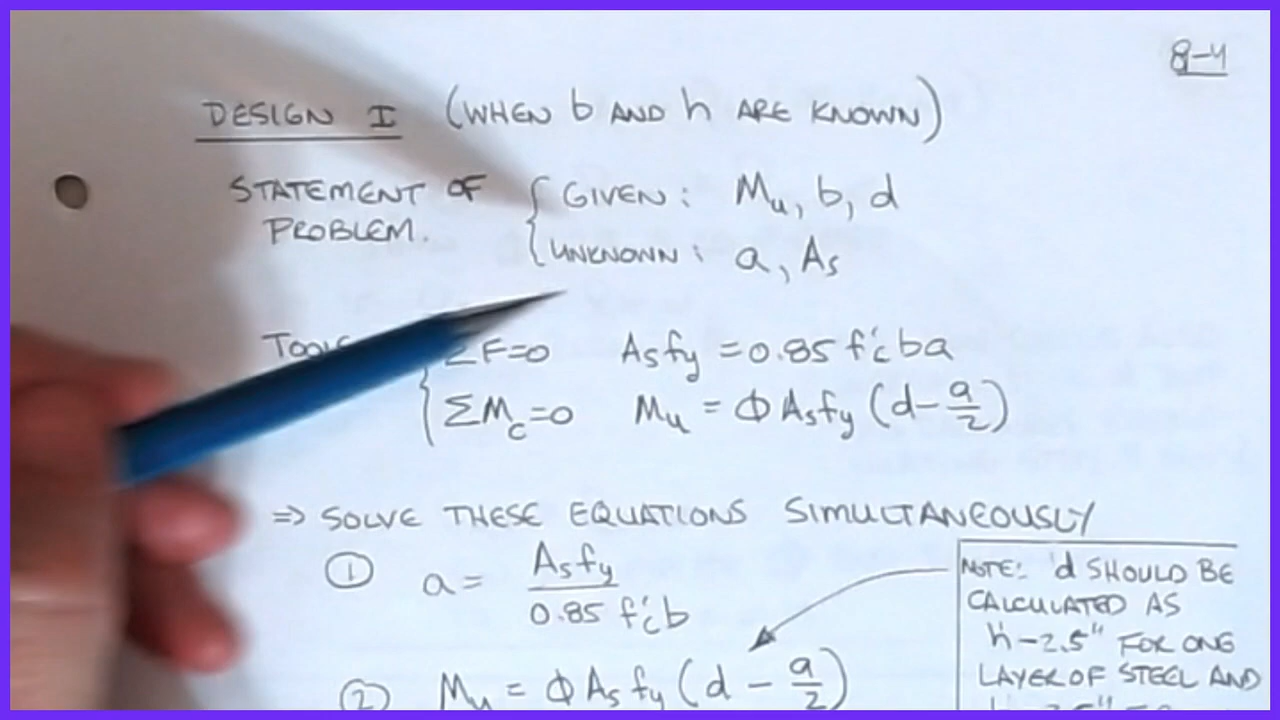 8-4
DESIGN I (WHEN b AND h ARE KNOWN)
STATEMENT OF PROBLEM.
{ GIVEN: Mu, b, d
UNKNOWN: a, As
ΣF=0 Asfy = 0.85 f'c b a
ΣMc=0 Mu = Φ Asfy (d - a/2)
⇒ SOLVE THESE EQUATIONS SIMULTANEOUSLY
① a = Asfy / 0.85 f'c b
② Mu = Φ As fy (d - a/2)
NOTE: 'd SHOULD BE
CALCULATED AS
h - 2.5" FOR ONE
LAYER OF STEEL AND